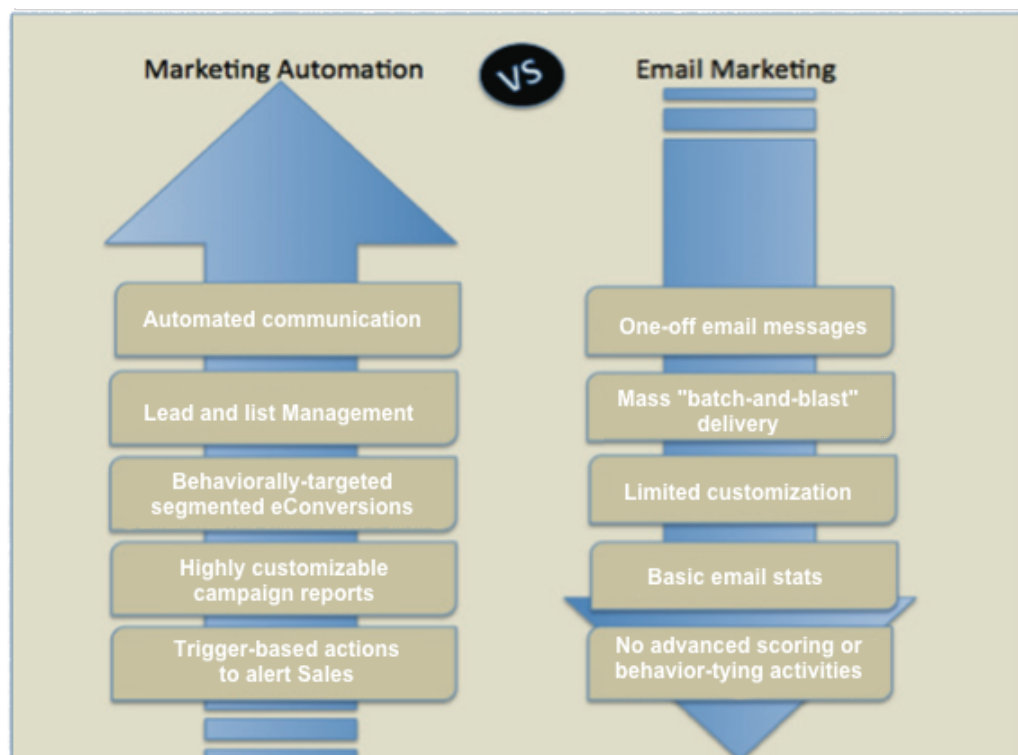 Marketing Automation
VS
Email Marketing
Automated communication
Lead and list Management
Behaviorally-targeted
segmented eConversions
Highly customizable
campaign reports
Trigger-based actions
to alert Sales
One-off email messages
Mass "batch-and-blast"
delivery
Limited customization
Basic email stats
No advanced scoring or
behavior-tying activities